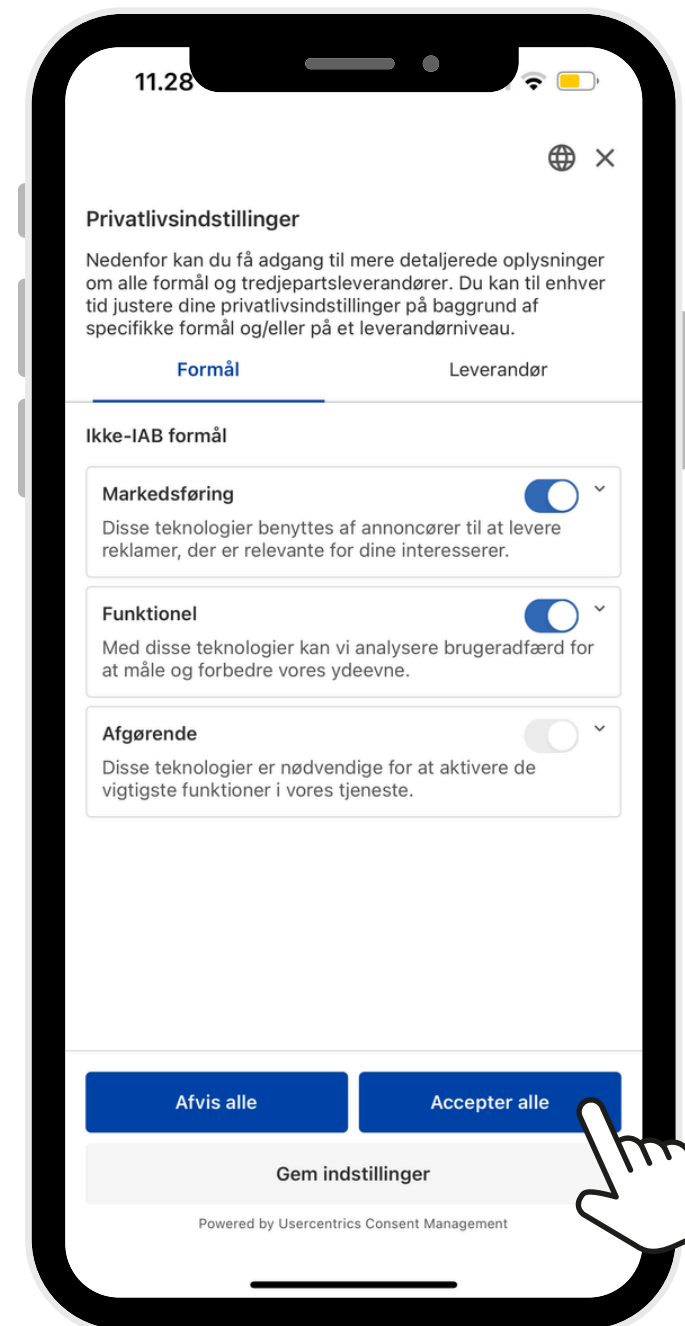 11.28
Privatlivsindstillinger
Nedenfor kan du få adgang til mere detaljerede oplysninger
om alle formål og tredjepartsleverandører. Du kan til enhver
tid justere dine privatlivsindstillinger på baggrund af
specifikke formål og/eller på et leverandørniveau.
Formål
Leverandør
Ikke-IAB formål
Markedsføring
Disse teknologier benyttes af annoncører til at levere
reklamer, der er relevante for dine interesserer.
Funktionel
Med disse teknologier kan vi analysere brugeradfærd for
at måle og forbedre vores ydeevne.
Afgørende
Disse teknologier er nødvendige for at aktivere de
vigtigste funktioner i vores tjeneste.
Afvis alle
Accepter alle
Gem indstillinger
Powered by Usercentrics Consent Management